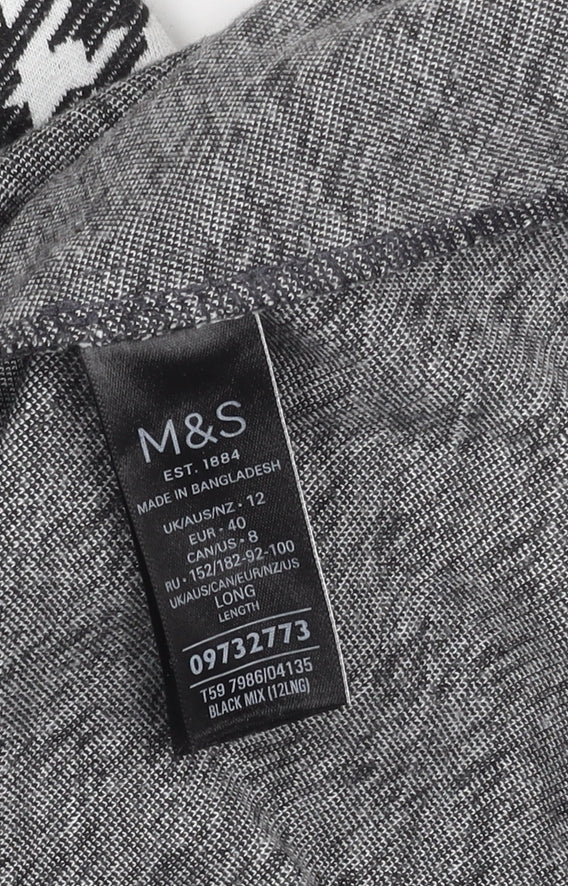 M&S
EST. 1884
MADE IN BANGLADESH
UK/AUS/NZ • 12
EUR • 40
CAN/US • 8
RU • 152/182-92-100
UK/AUS/CAN/EUR/NZ/US
LONG
LENGTH
09732773
T59 7986/04135
BLACK MIX (12LNG)